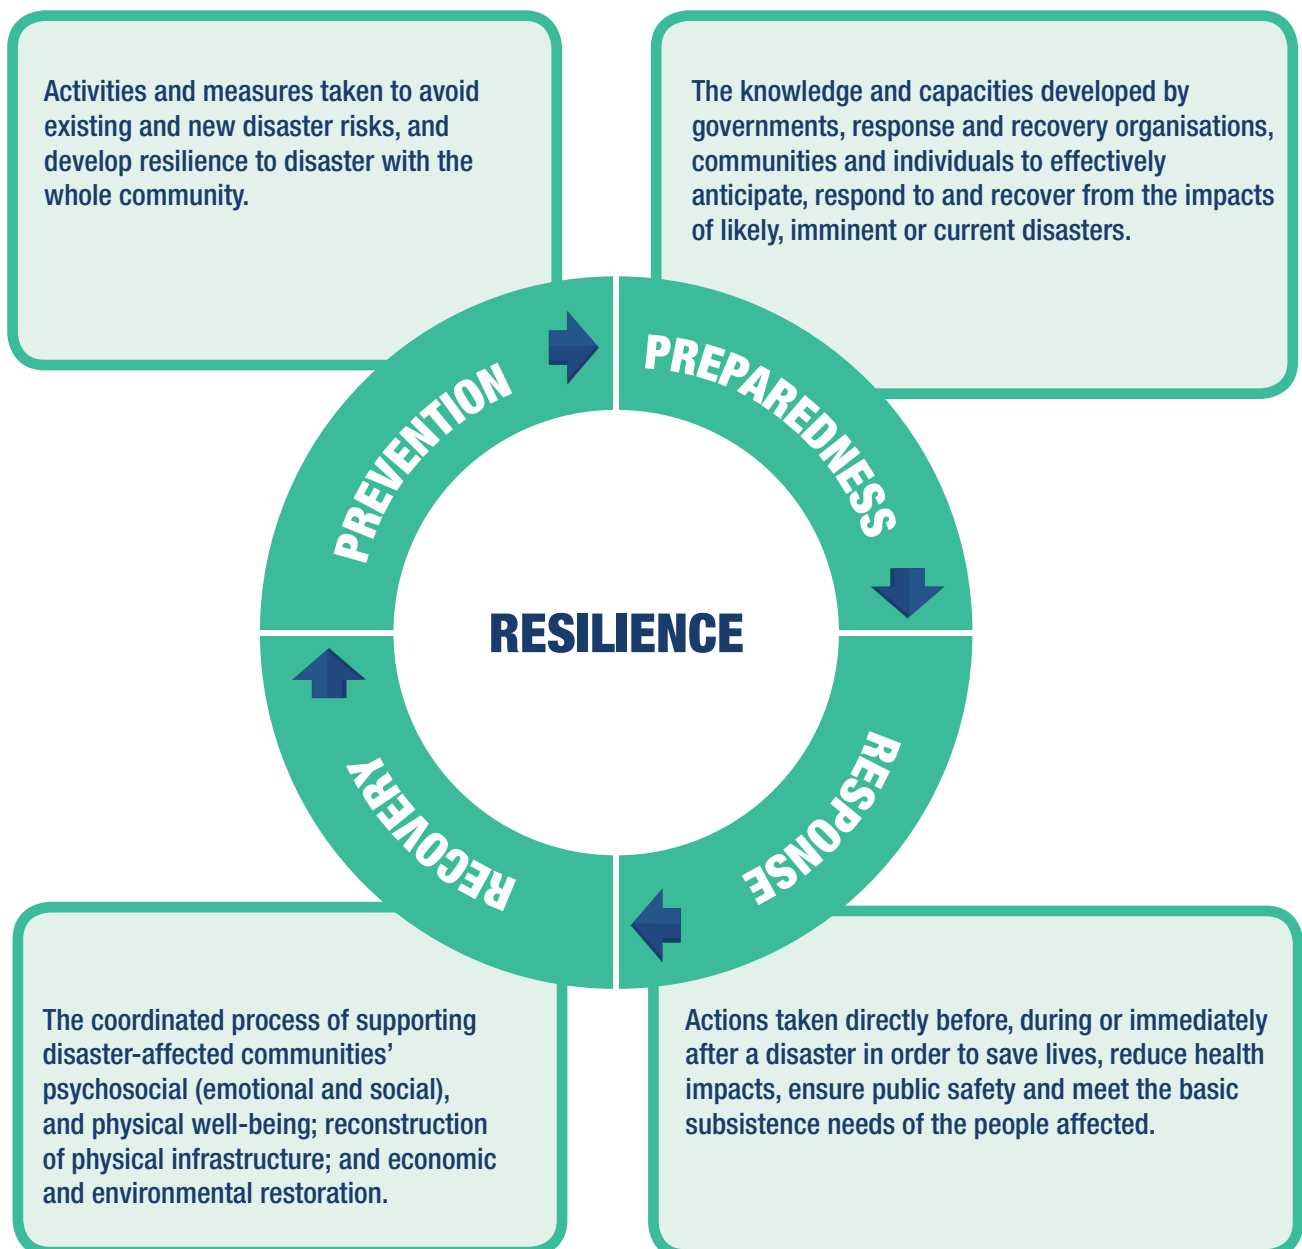 Activities and measures taken to avoid
existing and new disaster risks, and
develop resilience to disaster with the
whole community.
The knowledge and capacities developed by
governments, response and recovery organisations,
communities and individuals to effectively
anticipate, respond to and recover from the impacts
of likely, imminent or current disasters.
PREVENTION
PREPAREDNESS
RESILIENCE
RECOVERY
RESPONSE
The coordinated process of supporting
disaster-affected communities’
psychosocial (emotional and social),
and physical well-being; reconstruction
of physical infrastructure; and economic
and environmental restoration.
Actions taken directly before, during or immediately
after a disaster in order to save lives, reduce health
impacts, ensure public safety and meet the basic
subsistence needs of the people affected.